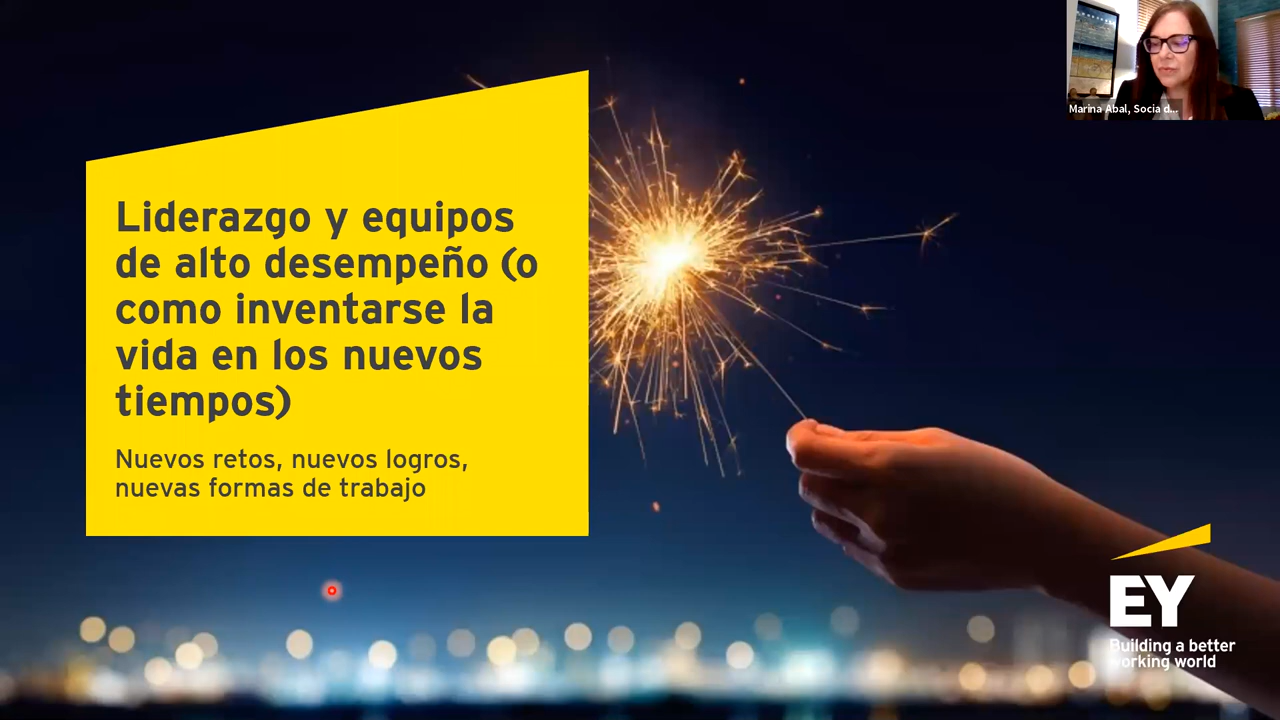 Marina Abal, Socia d...
Liderazgo y equipos
de alto desempeño (o
como inventarse la
vida en los nuevos
tiempos)
Nuevos retos, nuevos logros,
nuevas formas de trabajo
EY
Building a better
working world